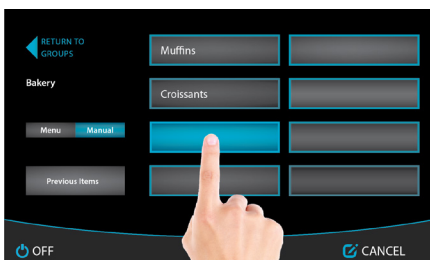 RETURN TO
GROUPS
Bakery
Menu Manual
Previous Items
Muffins
Croissants
OFF
CANCEL